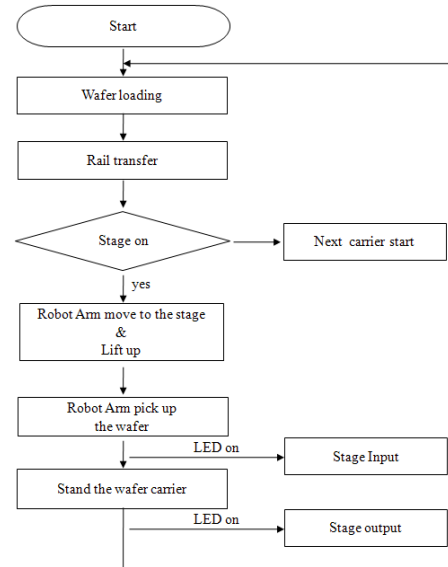 Start
Wafer loading
Rail transfer
Stage on
Next carrier start
yes
Robot Arm move to the stage
&
Lift up
Robot Arm pick up
the wafer
LED on
Stage Input
Stand the wafer carrier
LED on
Stage output